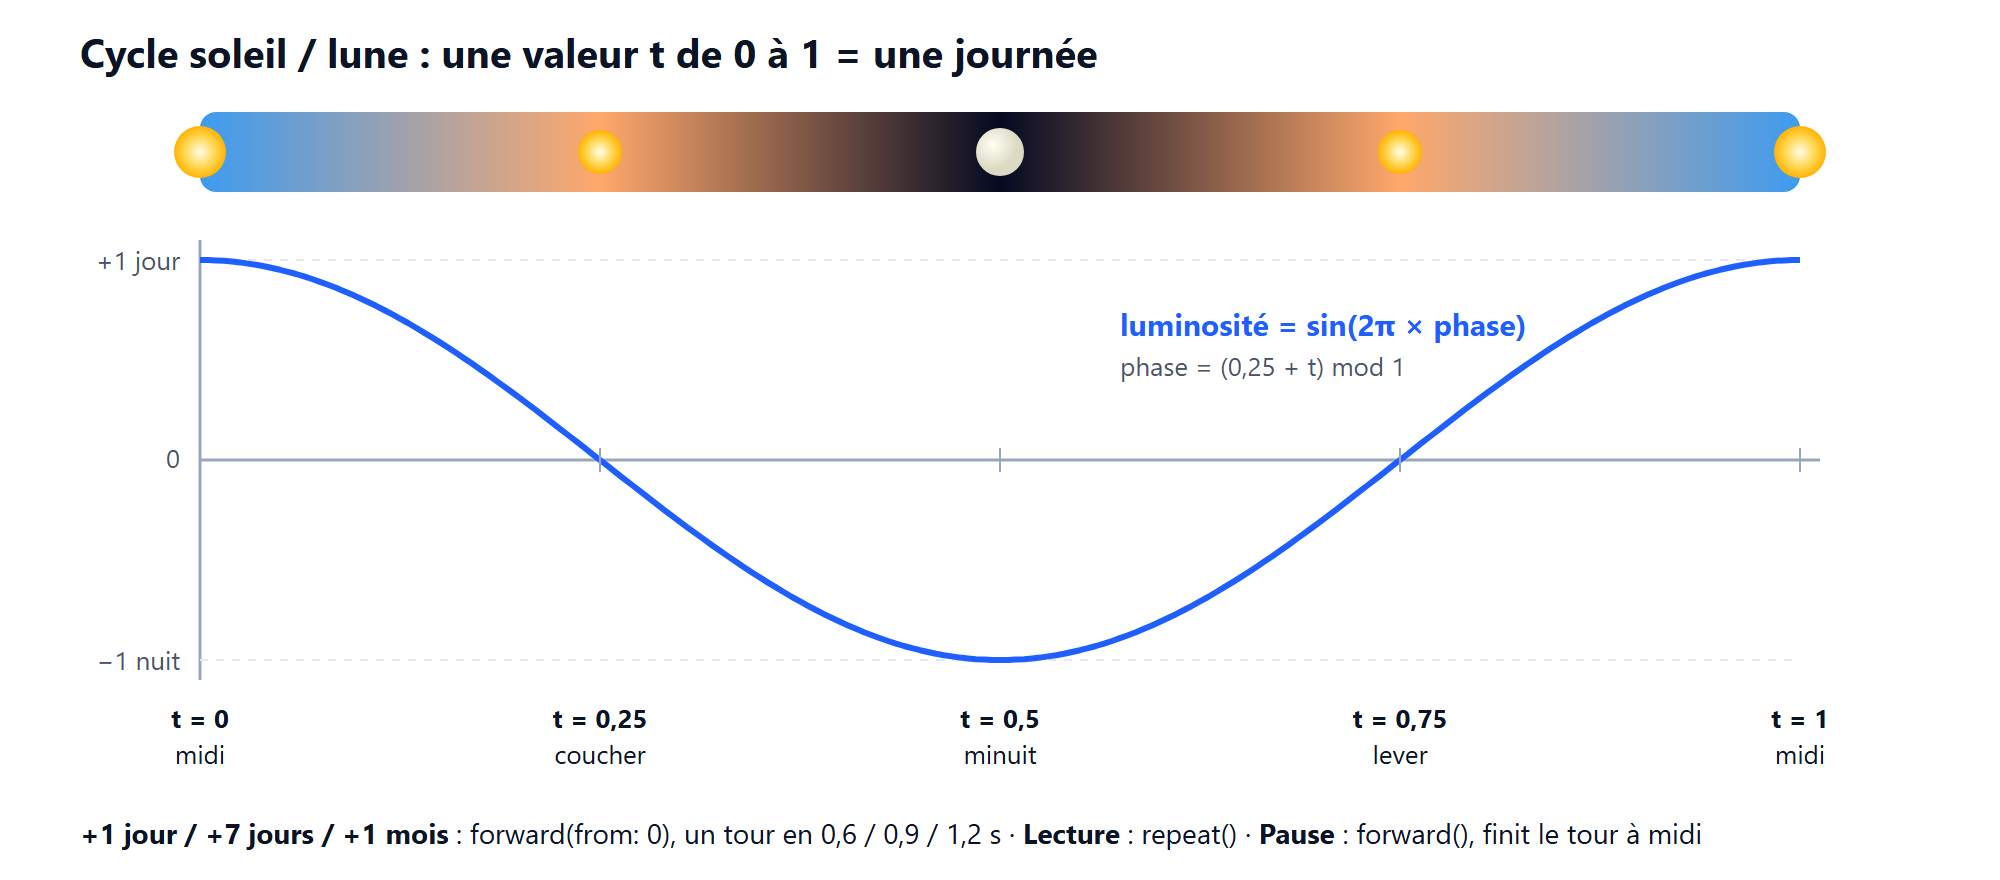 Cycle soleil / lune : une valeur t de 0 à 1 = une journée
+1 jour
luminosité = sin(2π × phase)
phase = (0,25 + t) mod 1
0
−1 nuit
t = 0
midi
t = 0,25
coucher
t = 0,5
minuit
t = 0,75
lever
t = 1
midi
+1 jour / +7 jours / +1 mois : forward(from: 0), un tour en 0,6 / 0,9 / 1,2 s · Lecture : repeat() · Pause : forward(), finit le tour à midi